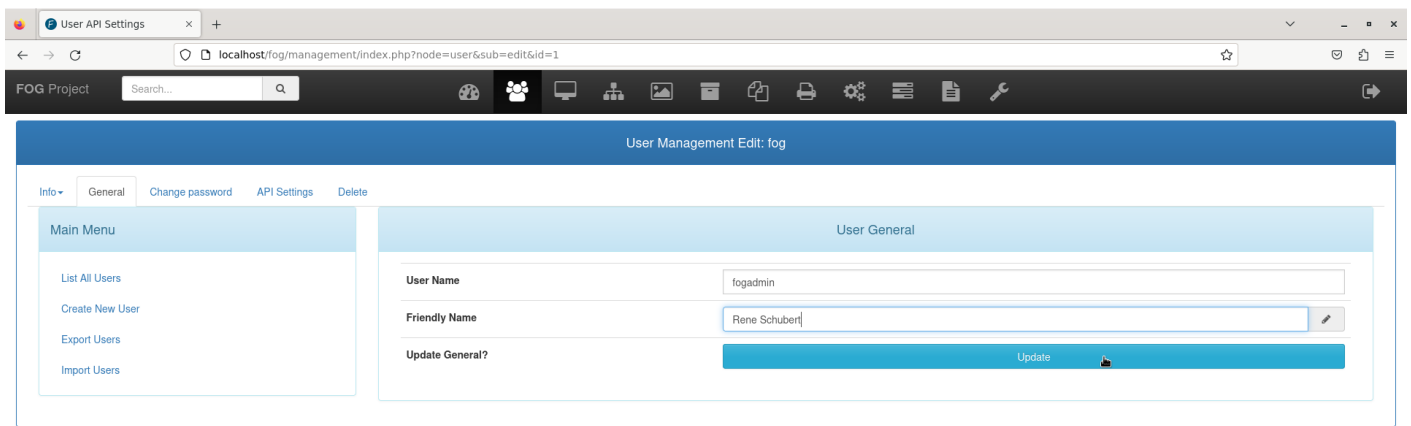 User API Settings
localhost/fog/management/index.php?node=user&sub=edit&id=1
FOG Project
Search...
User Management Edit: fog
Info General Change password API Settings Delete
Main Menu
User General
List All Users
Create New User
Export Users
Import Users
User Name
fogadmin
Friendly Name
Rene Schubert
Update General?
Update